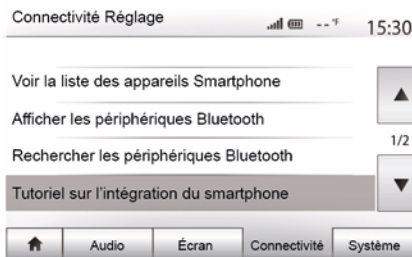 Connectivité Réglage
-- °F 15:30
Voir la liste des appareils Smartphone
Afficher les périphériques Bluetooth
1/2
Rechercher les périphériques Bluetooth
Tutoriel sur l'intégration du smartphone
Audio Écran Connectivité Système